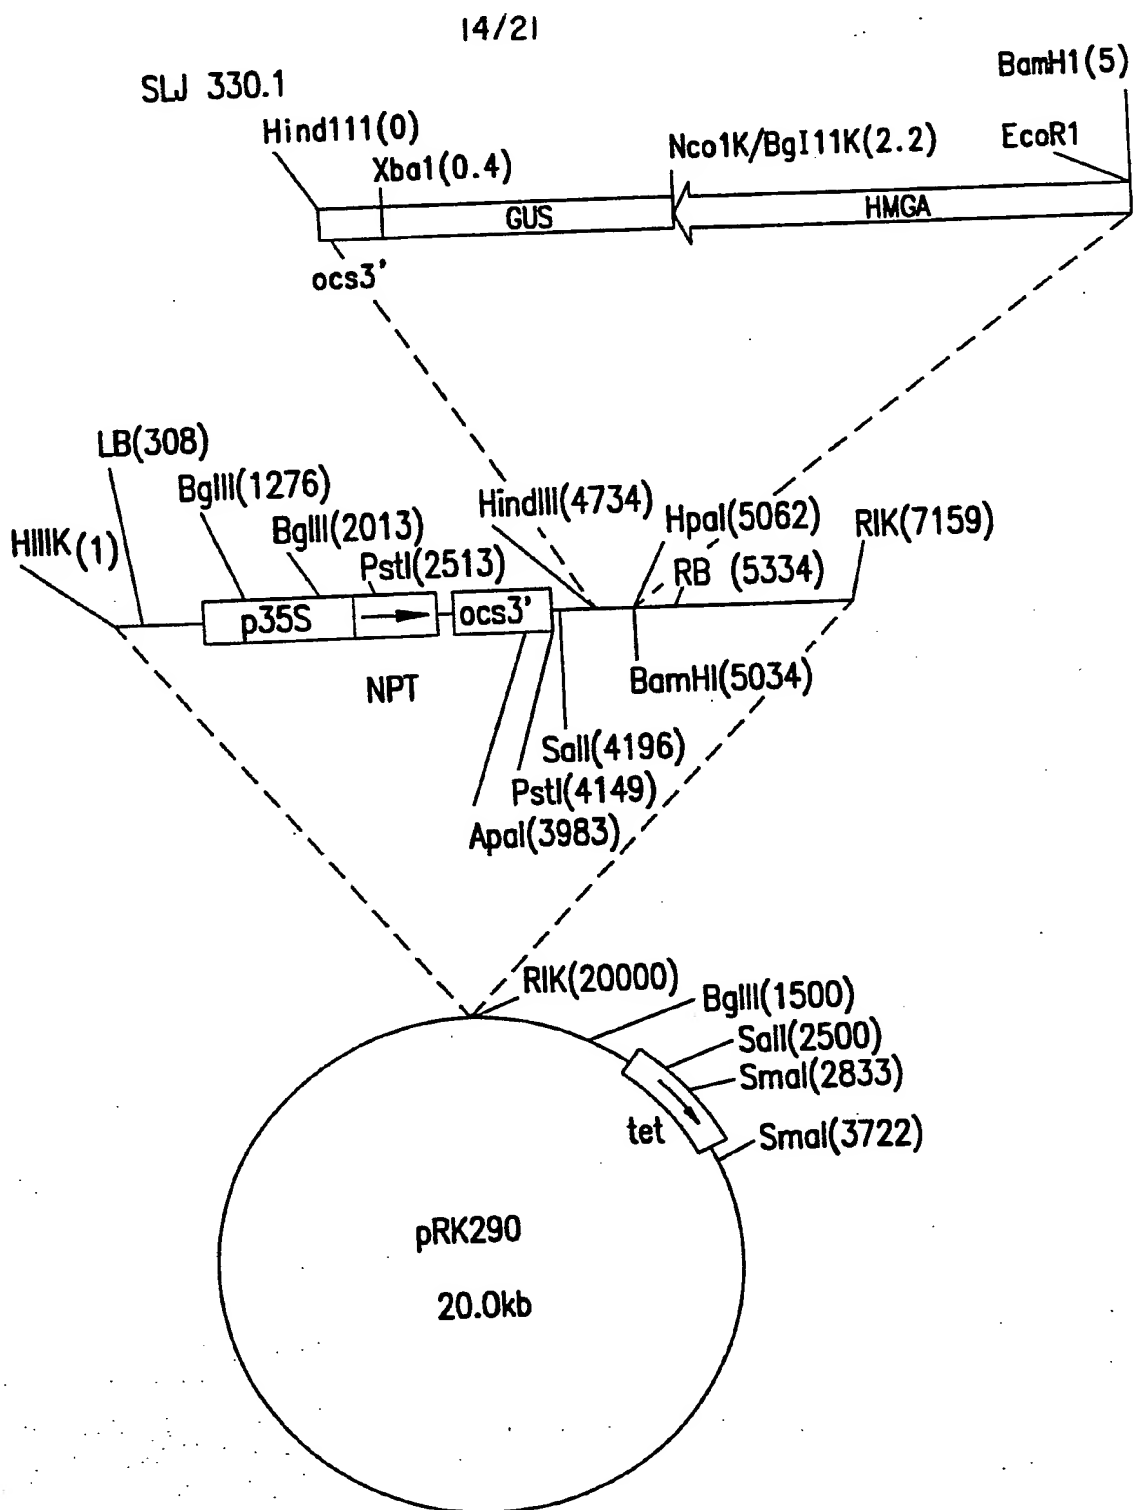 14/21
SLJ 330.1
BamH1(5)
Hind111(0)
Xba1(0.4)
Nco1K/BgI11K(2.2)
EcoR1
GUS
HMGA
ocs3'
LB(308)
BglII(1276)
BglII(2013)
PstI(2513)
HindIII(4734)
HpaI(5062)
RIK(7159)
HIIIK(1)
RB (5334)
p35S
ocs3'
NPT
BamHI(5034)
SalI(4196)
PstI(4149)
ApaI(3983)
RIK(20000)
BglII(1500)
SalI(2500)
SmaI(2833)
tet
SmaI(3722)
pRK290
20.0kb